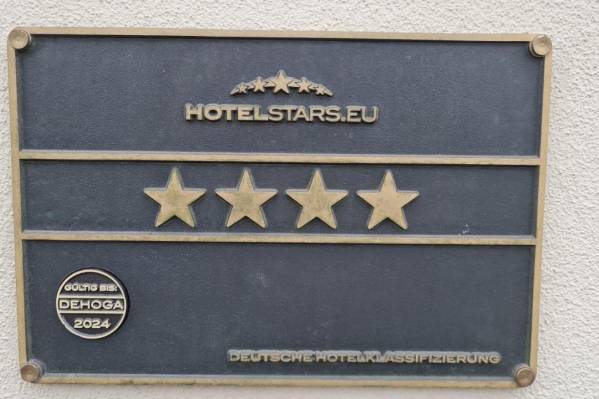 HOTELSTARS.EU
GÜLTIG BIS:
DEHOGA
2024
DEUTSCHE HOTELKLASSIFIZIERUNG